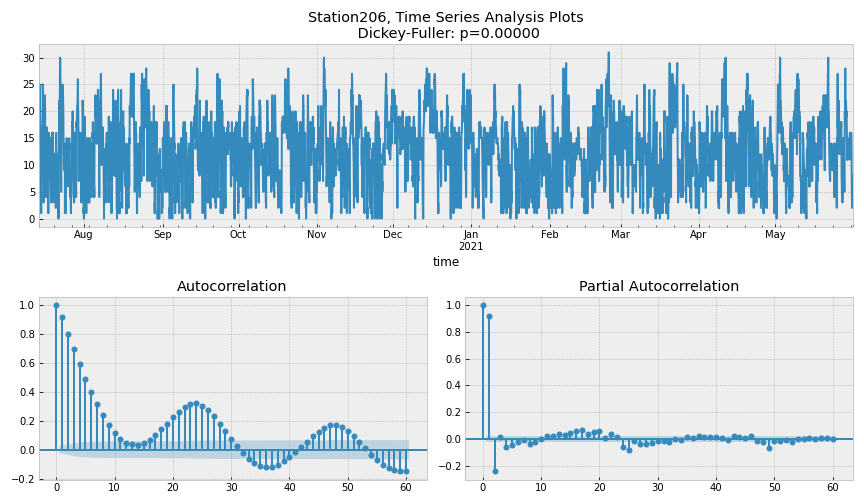 Station206, Time Series Analysis Plots
Dickey-Fuller: p=0.00000
30
25
20
15
10
5
0
Aug Sep Oct Nov Dec Jan Feb Mar Apr May
2021
time
Autocorrelation Partial Autocorrelation
1.0 1.0
0.8 0.8
0.6 0.6
0.4 0.4
0.2 0.2
0.0 0.0
−0.2 −0.2
0 10 20 30 40 50 60 0 10 20 30 40 50 60